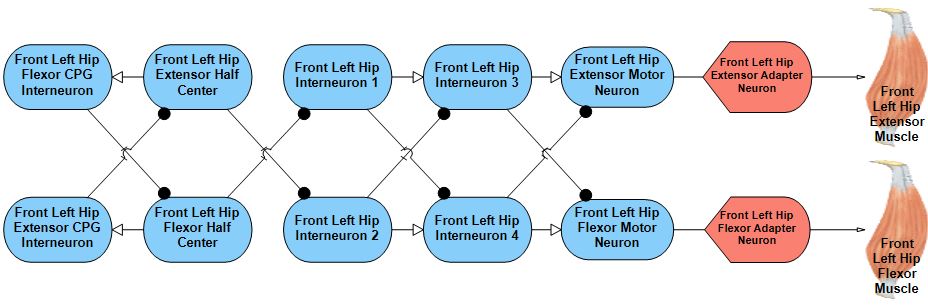 Front Left Hip
Flexor CPG
Interneuron
Front Left Hip
Extensor Half
Center
Front Left Hip
Interneuron 1
Front Left Hip
Interneuron 3
Front Left Hip
Extensor Motor
Neuron
Front Left Hip
Extensor Adapter
Neuron
Front
Left Hip
Extensor
Muscle
Front Left Hip
Extensor CPG
Interneuron
Front Left Hip
Flexor Half
Center
Front Left Hip
Interneuron 2
Front Left Hip
Interneuron 4
Front Left Hip
Flexor Motor
Neuron
Front Left Hip
Flexor Adapter
Neuron
Front
Left Hip
Flexor
Muscle